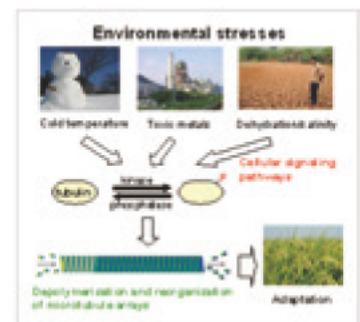 Environmental stresses
Cold temperature
Toxic metals
Dehydration/salinity
Cellular signaling
pathways
kinase
tubulin
P
phosphatase
Depolymerization and reorganization
of microtubule arrays
Adaptation